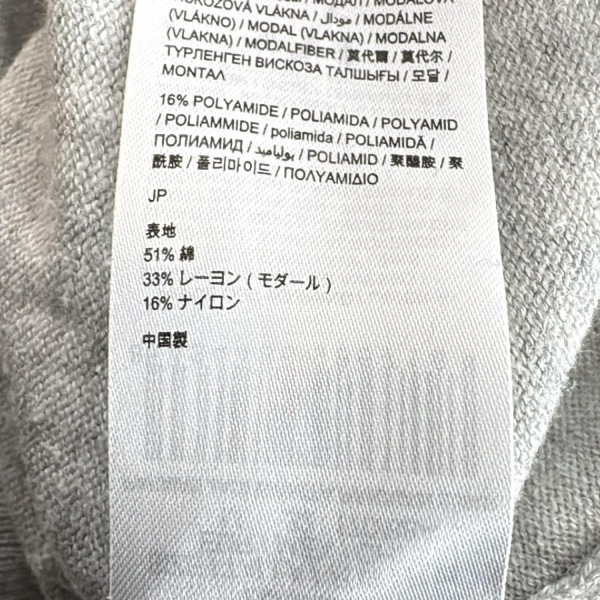 VISKÓZOVÁ VLÁKNA / مودال / MODÁLNE
(VLÁKNO) / MODAL (VLAKNA) / MODALNA
(VLAKNA) / MODALFIBER / 莫代爾 / 莫代尔 /
ТҮРЛЕНГЕН ВИСКОЗА ТАЛШЫҒЫ / 모달 /
ΜΟΝΤΑΛ
16% POLYAMIDE / POLIAMIDA / POLYAMID
/ POLIAMMIDE / poliamida / POLIAMIDĂ /
ПОЛИАМИД / بولياميد / POLIAMID / 聚醯胺 / 聚
酰胺 / 폴리마이드 / ΠΟΛΥΑΜΙΔΙΟ
JP
表地
51% 綿
33% レーヨン ( モダール )
16% ナイロン
中国製